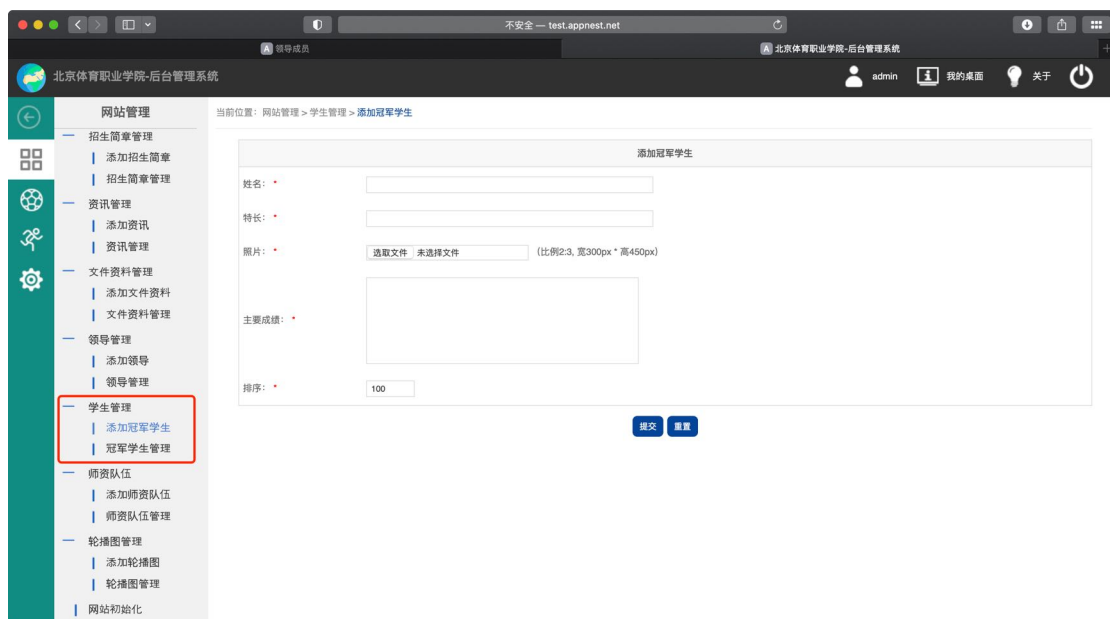 不安全 — test.appnest.net
A 领导成员
A 北京体育职业学院-后台管理系统
北京体育职业学院-后台管理系统
admin
我的桌面
关于
网站管理
当前位置：网站管理 > 学生管理 > 添加冠军学生
招生简章管理
添加招生简章
招生简章管理
资讯管理
添加资讯
资讯管理
文件资料管理
添加文件资料
文件资料管理
领导管理
添加领导
领导管理
学生管理
添加冠军学生
冠军学生管理
师资队伍
添加师资队伍
师资队伍管理
轮播图管理
添加轮播图
轮播图管理
网站初始化
添加冠军学生
姓名： *
特长： *
照片： * 选取文件 未选择文件 (比例2:3, 宽300px * 高450px)
主要成绩： *
排序： * 100
提交 重置